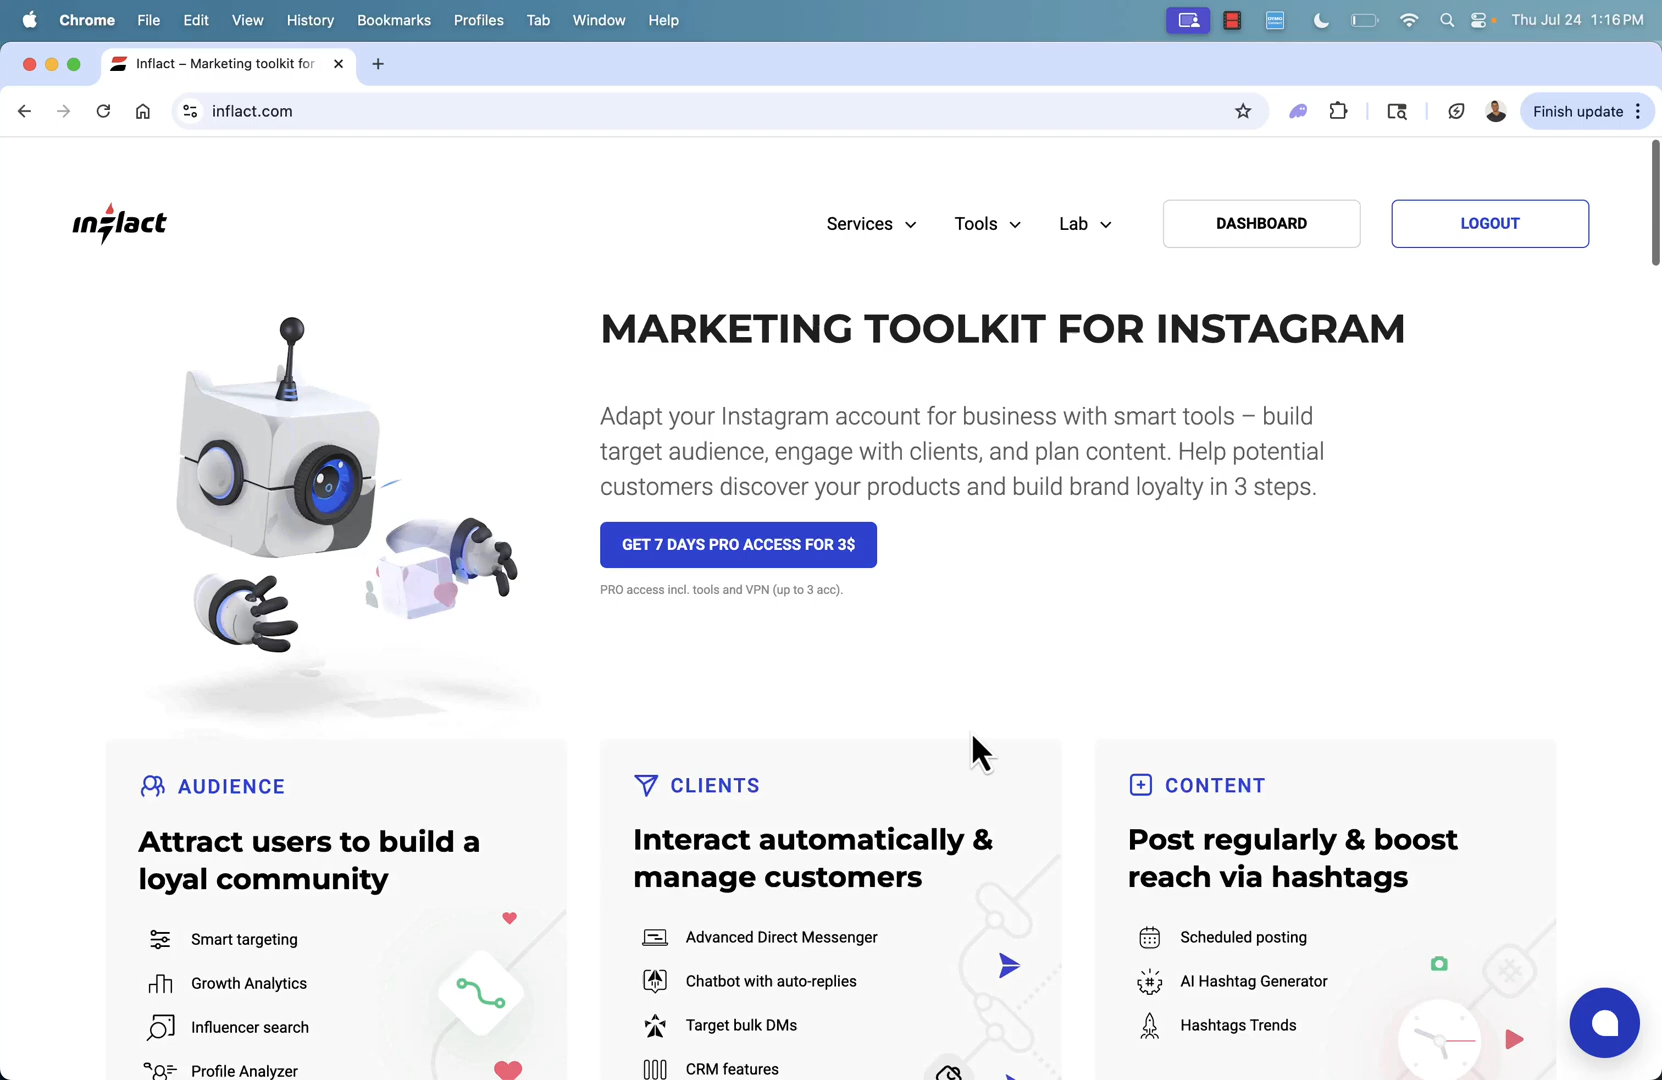 Chrome File Edit View History Bookmarks Profiles Tab Window Help Thu Jul 24 1:16 PM
Inflact – Marketing toolkit for
inflact.com Finish update
inflact Services Tools Lab DASHBOARD LOGOUT
MARKETING TOOLKIT FOR INSTAGRAM
Adapt your Instagram account for business with smart tools – build
target audience, engage with clients, and plan content. Help potential
customers discover your products and build brand loyalty in 3 steps.
GET 7 DAYS PRO ACCESS FOR 3$
PRO access incl. tools and VPN (up to 3 acc).
AUDIENCE
Attract users to build a
loyal community
Smart targeting
Growth Analytics
Influencer search
Profile Analyzer
CLIENTS
Interact automatically &
manage customers
Advanced Direct Messenger
Chatbot with auto-replies
Target bulk DMs
CRM features
CONTENT
Post regularly & boost
reach via hashtags
Scheduled posting
AI Hashtag Generator
Hashtags Trends